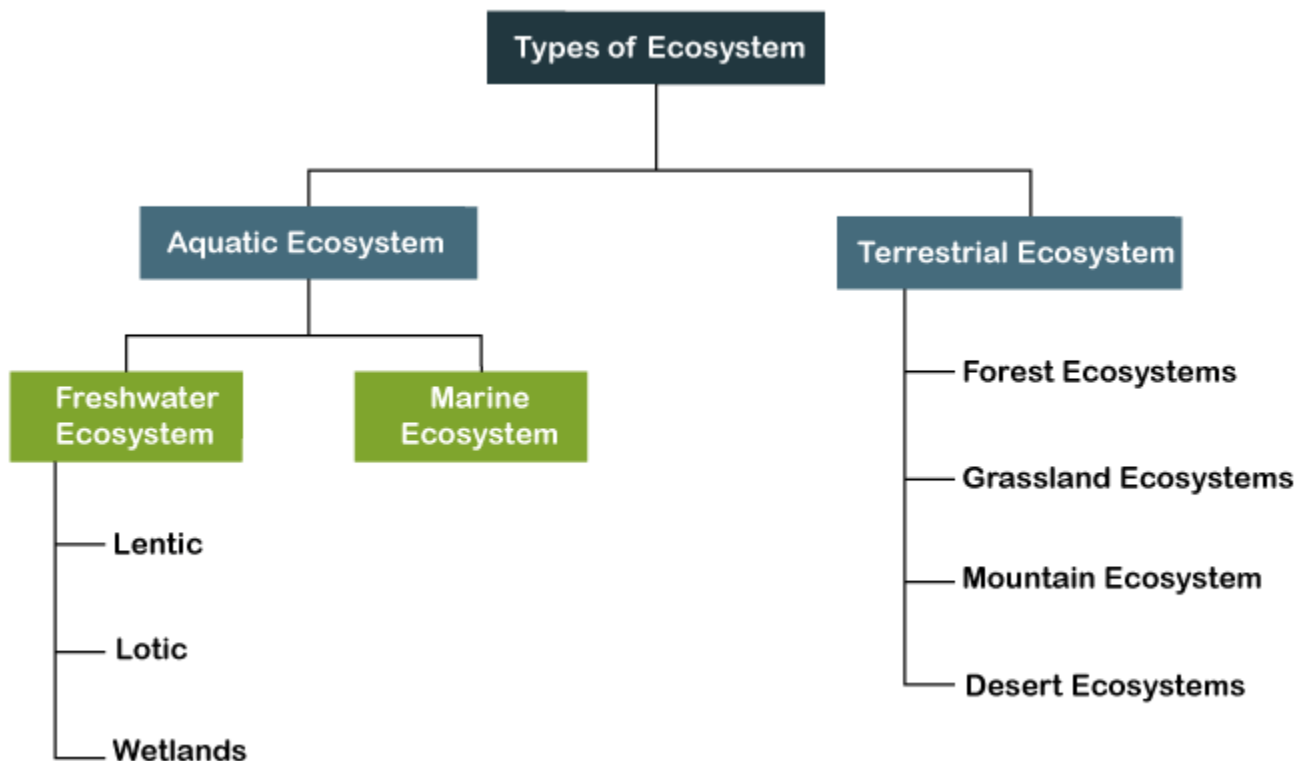 Types of Ecosystem
Aquatic Ecosystem
Terrestrial Ecosystem
Freshwater
Ecosystem
Marine
Ecosystem
Lentic
Lotic
Wetlands
Forest Ecosystems
Grassland Ecosystems
Mountain Ecosystem
Desert Ecosystems